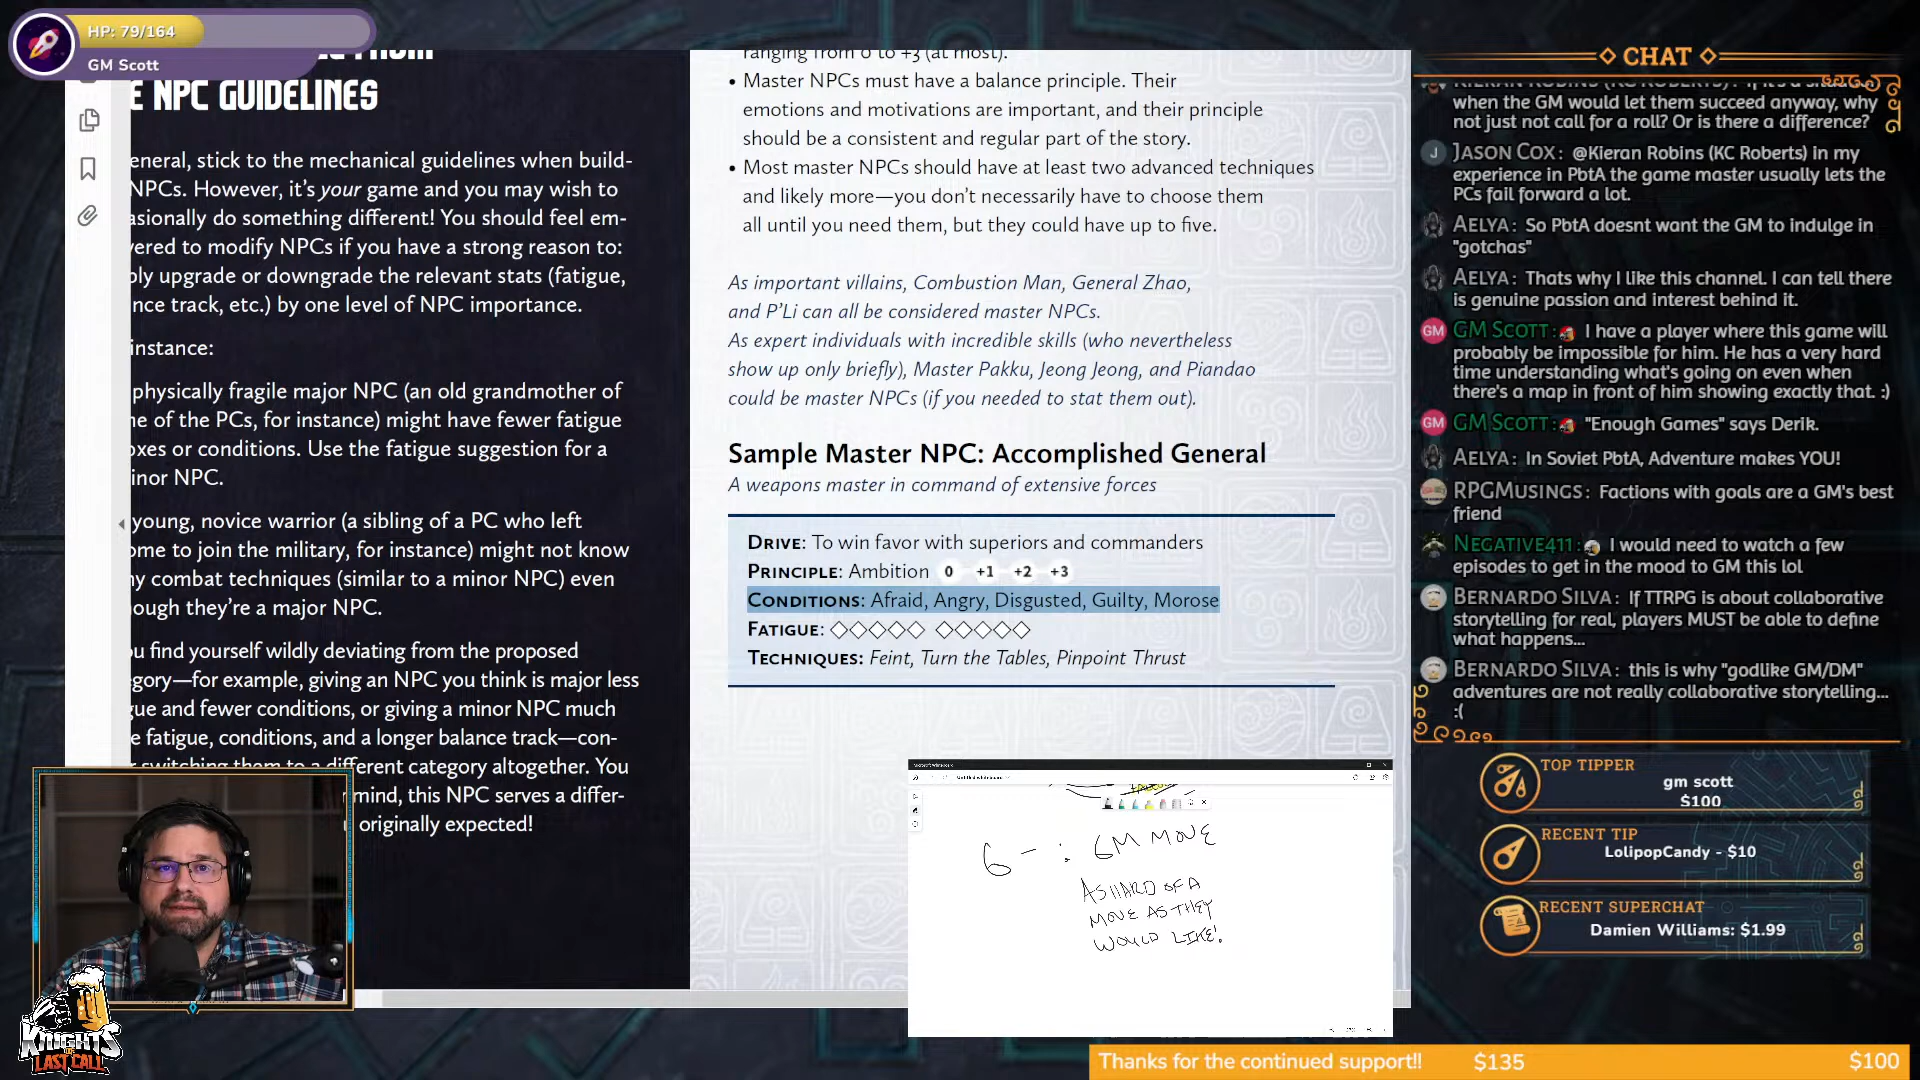 HP: 79/164
GM Scott
E NPC GUIDELINES
eneral, stick to the mechanical guidelines when build-
NPCs. However, it's your game and you may wish to
asionally do something different! You should feel em-
vered to modify NPCs if you have a strong reason to:
ply upgrade or downgrade the relevant stats (fatigue,
nce track, etc.) by one level of NPC importance.
instance:
physically fragile major NPC (an old grandmother of
ne of the PCs, for instance) might have fewer fatigue
oxes or conditions. Use the fatigue suggestion for a
inor NPC.
young, novice warrior (a sibling of a PC who left
ome to join the military, for instance) might not know
ny combat techniques (similar to a minor NPC) even
hough they're a major NPC.
u find yourself wildly deviating from the proposed
egory—for example, giving an NPC you think is major less
gue and fewer conditions, or giving a minor NPC much
e fatigue, conditions, and a longer balance track—con-
switching them to a different category altogether. You
mind, this NPC serves a differ-
originally expected!
ranging from 0 to +3 (at most).
• Master NPCs must have a balance principle. Their
emotions and motivations are important, and their principle
should be a consistent and regular part of the story.
• Most master NPCs should have at least two advanced techniques
and likely more—you don't necessarily have to choose them
all until you need them, but they could have up to five.
As important villains, Combustion Man, General Zhao,
and P'Li can all be considered master NPCs.
As expert individuals with incredible skills (who nevertheless
show up only briefly), Master Pakku, Jeong Jeong, and Piandao
could be master NPCs (if you needed to stat them out).
Sample Master NPC: Accomplished General
A weapons master in command of extensive forces
DRIVE: To win favor with superiors and commanders
PRINCIPLE: Ambition 0 +1 +2 +3
CONDITIONS: Afraid, Angry, Disgusted, Guilty, Morose
FATIGUE: ◇◇◇◇◇ ◇◇◇◇◇
TECHNIQUES: Feint, Turn the Tables, Pinpoint Thrust
6 - : GM MOVE
AS HARD OF A
MOVE AS THEY
WOULD LIKE!
CHAT
when the GM would let them succeed anyway, why
not just not call for a roll? Or is there a difference?
J JASON COX: @Kieran Robins (KC Roberts) in my
experience in PbtA the game master usually lets the
PCs fail forward a lot.
AELYA: So PbtA doesnt want the GM to indulge in
"gotchas"
AELYA: Thats why I like this channel. I can tell there
is genuine passion and interest behind it.
GM GM SCOTT: I have a player where this game will
probably be impossible for him. He has a very hard
time understanding what's going on even when
there's a map in front of him showing exactly that. :)
GM GM SCOTT: "Enough Games" says Derik.
AELYA: In Soviet PbtA, Adventure makes YOU!
RPGMUSINGS: Factions with goals are a GM's best
friend
NEGATIVE411: I would need to watch a few
episodes to get in the mood to GM this lol
BERNARDO SILVA: If TTRPG is about collaborative
storytelling for real, players MUST be able to define
what happens...
BERNARDO SILVA: this is why "godlike GM/DM"
adventures are not really collaborative storytelling...
:(
TOP TIPPER
gm scott
$100
RECENT TIP
LolipopCandy - $10
RECENT SUPERCHAT
Damien Williams: $1.99
KNIGHTS
OF
LAST CALL
Thanks for the continued support!! $135 $100